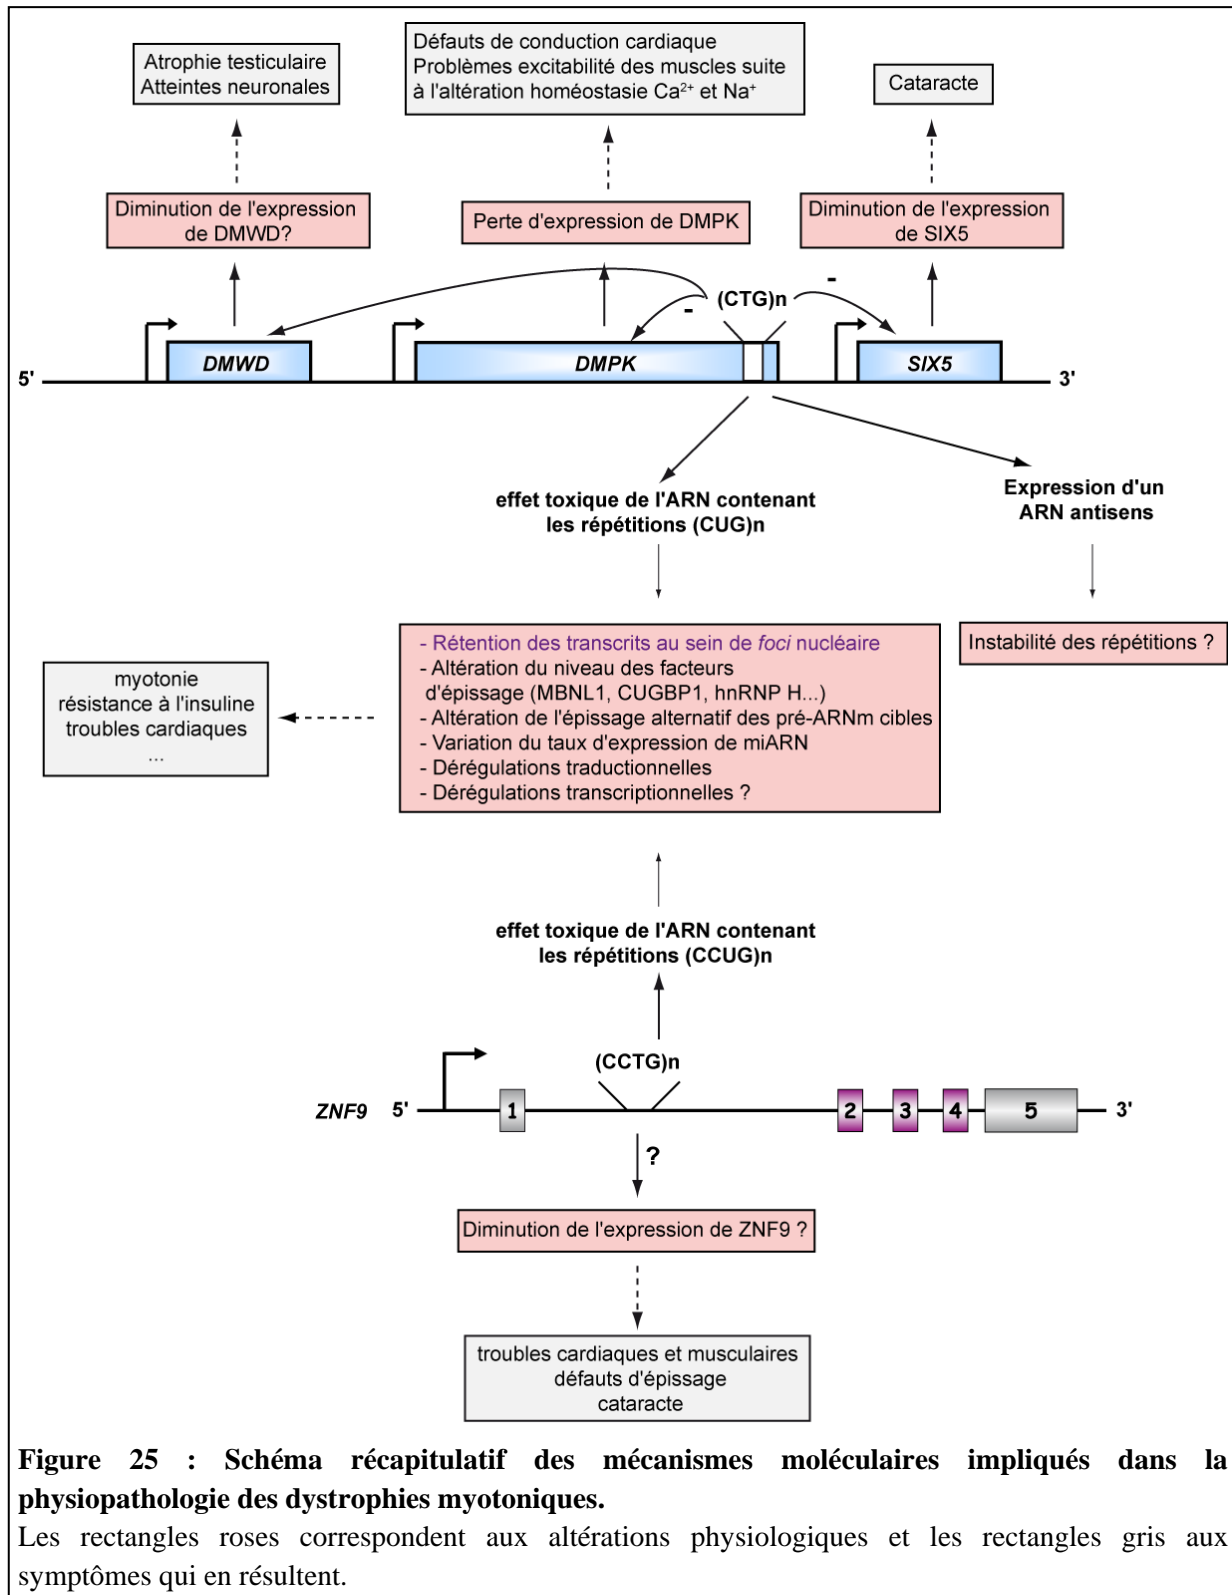 Atrophie testiculaire
Atteintes neuronales
Défauts de conduction cardiaque
Problèmes excitabilité des muscles suite
à l'altération homéostasie Ca²⁺ et Na⁺
Cataracte
Diminution de l'expression
de DMWD?
Perte d'expression de DMPK
Diminution de l'expression
de SIX5
(CTG)n
-
-
5'
DMWD
DMPK
SIX5
3'
effet toxique de l'ARN contenant
les répétitions (CUG)n
Expression d'un
ARN antisens
- Rétention des transcrits au sein de foci nucléaire
- Altération du niveau des facteurs
d'épissage (MBNL1, CUGBP1, hnRNP H...)
- Altération de l'épissage alternatif des pré-ARNm cibles
- Variation du taux d'expression de miARN
- Dérégulations traductionnelles
- Dérégulations transcriptionnelles ?
Instabilité des répétitions ?
myotonie
résistance à l'insuline
troubles cardiaques
...
effet toxique de l'ARN contenant
les répétitions (CCUG)n
(CCTG)n
ZNF9
5'
1
2
3
4
5
3'
?
Diminution de l'expression de ZNF9 ?
troubles cardiaques et musculaires
défauts d'épissage
cataracte
Figure 25 : Schéma récapitulatif des mécanismes moléculaires impliqués dans la
physiopathologie des dystrophies myotoniques.
Les rectangles roses correspondent aux altérations physiologiques et les rectangles gris aux
symptômes qui en résultent.